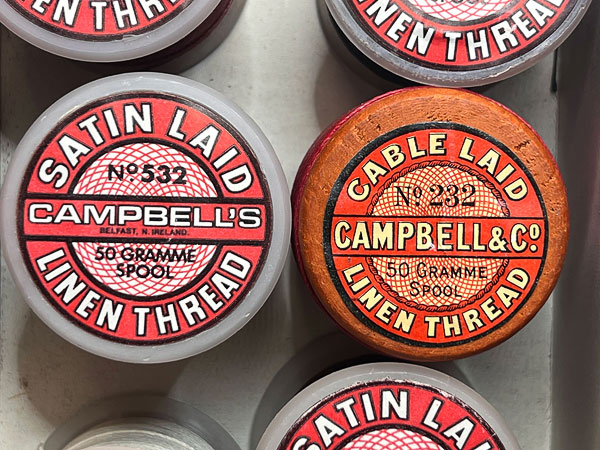 LINEN THREAD
SPOOL
LINEN THREAD
SATIN LAID
Nº532
CAMPBELL'S
BELFAST, N. IRELAND.
50 GRAMME
SPOOL
LINEN THREAD
CABLE LAID
Nº 232
CAMPBELL & Cº
50 GRAMME
SPOOL
LINEN THREAD
SATIN LAID